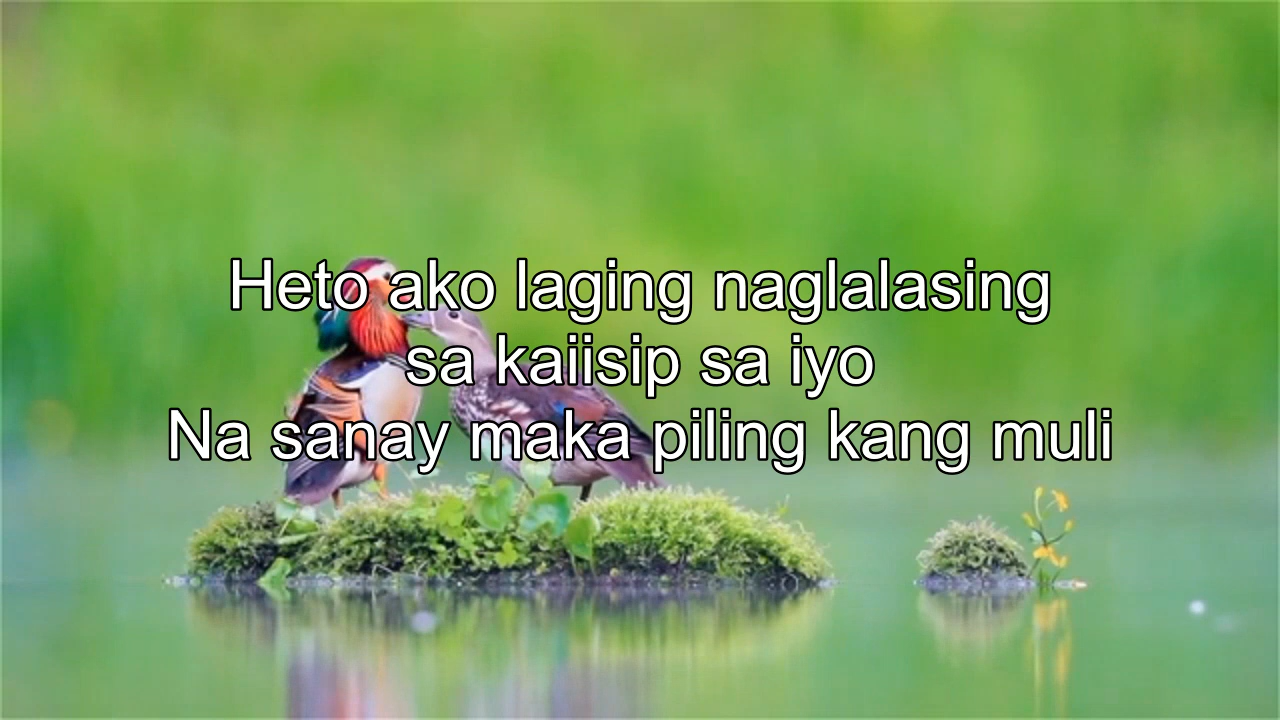 Heto ako laging naglalasing
sa kaiisip sa iyo
Na sanay maka piling kang muli